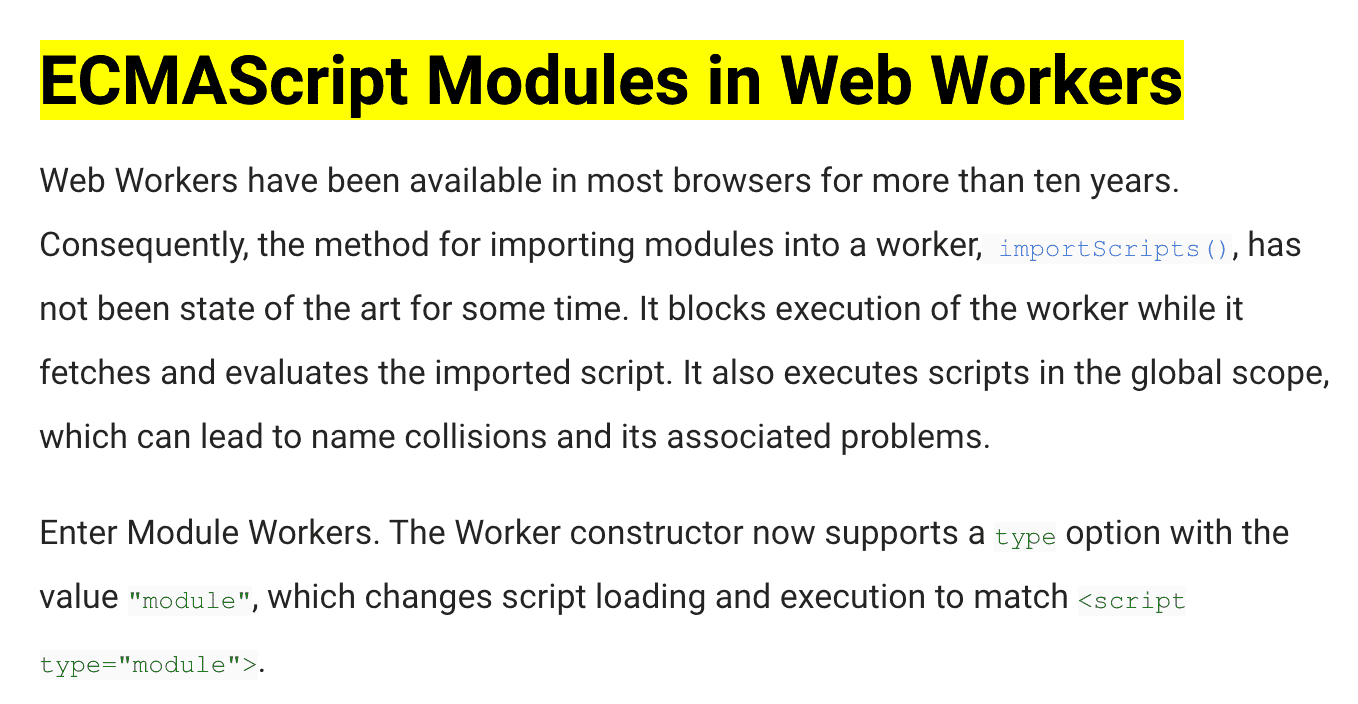 ECMAScript Modules in Web Workers
Web Workers have been available in most browsers for more than ten years.
Consequently, the method for importing modules into a worker, importScripts(), has
not been state of the art for some time. It blocks execution of the worker while it
fetches and evaluates the imported script. It also executes scripts in the global scope,
which can lead to name collisions and its associated problems.
Enter Module Workers. The Worker constructor now supports a type option with the
value "module", which changes script loading and execution to match <script
type="module">.